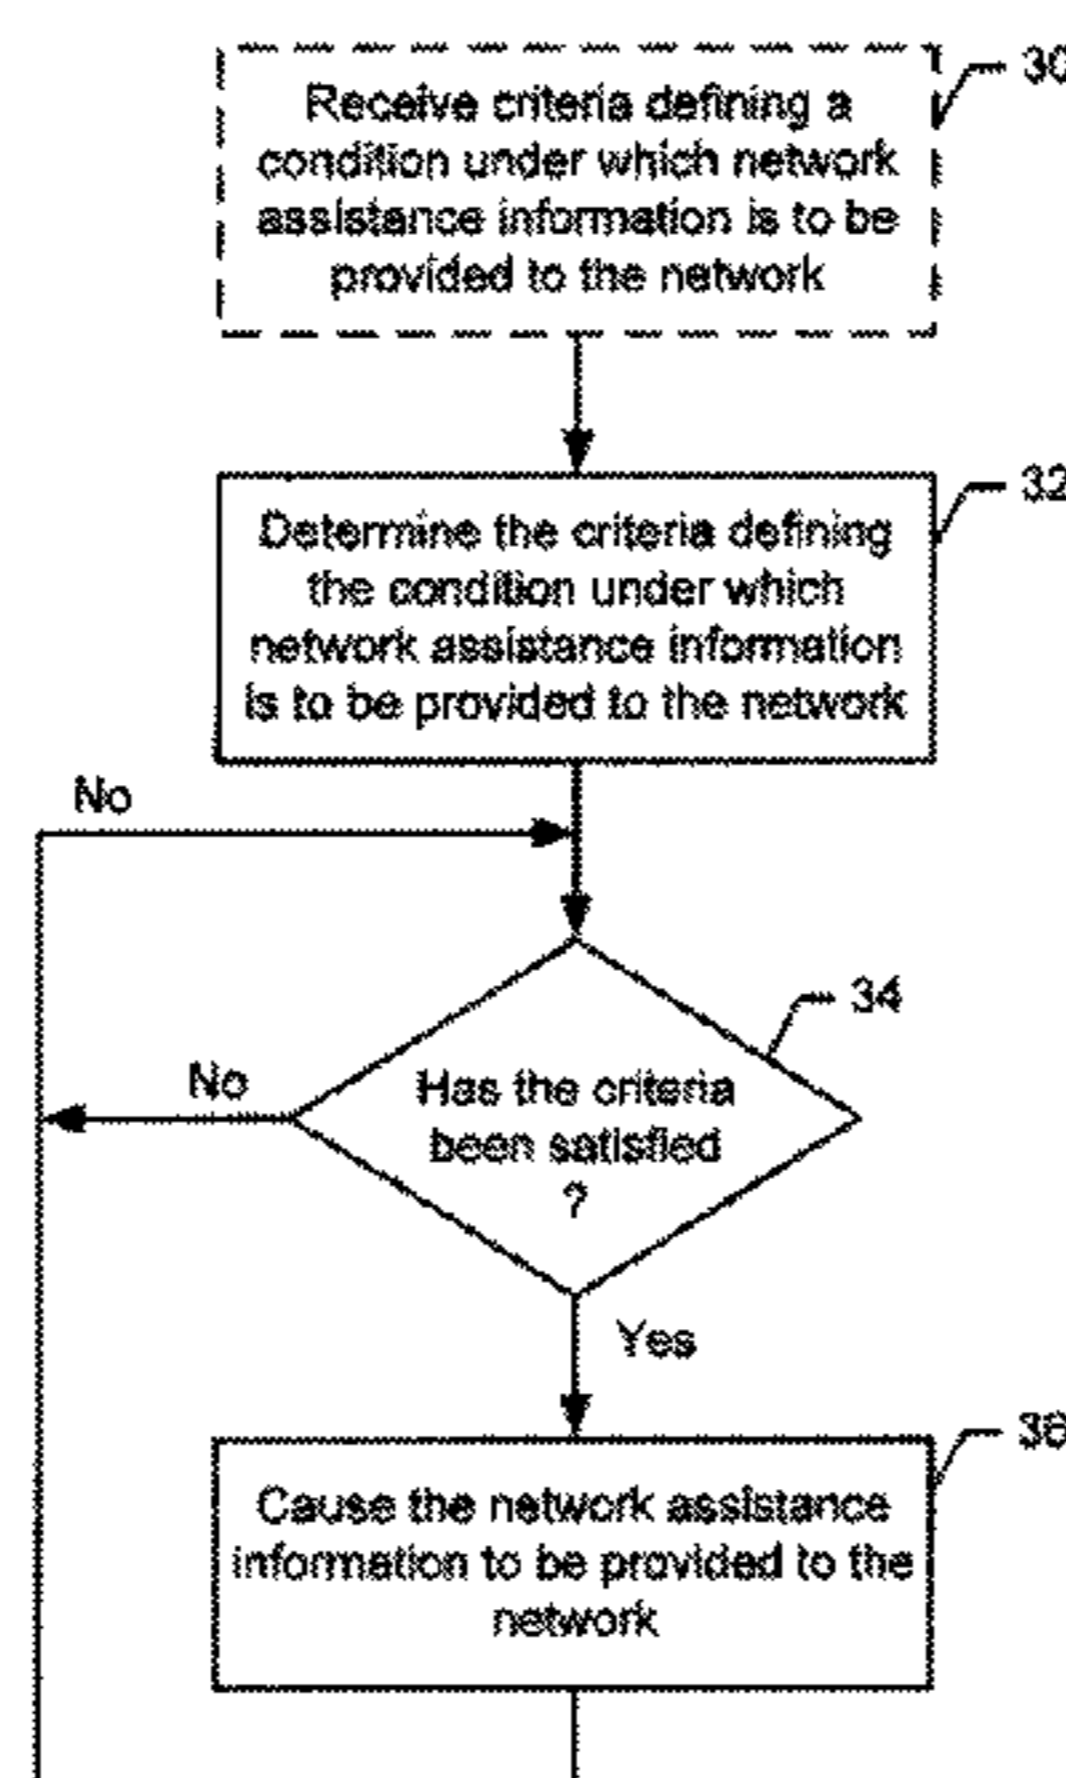 30
Receive criteria defining a
condition under which network
assistance information is to be
provided to the network
32
Determine the criteria defining
the condition under which
network assistance information
is to be provided to the network
No
34
No
Has the criteria
been satisfied
?
Yes
36
Cause the network assistance
information to be provided to the
network